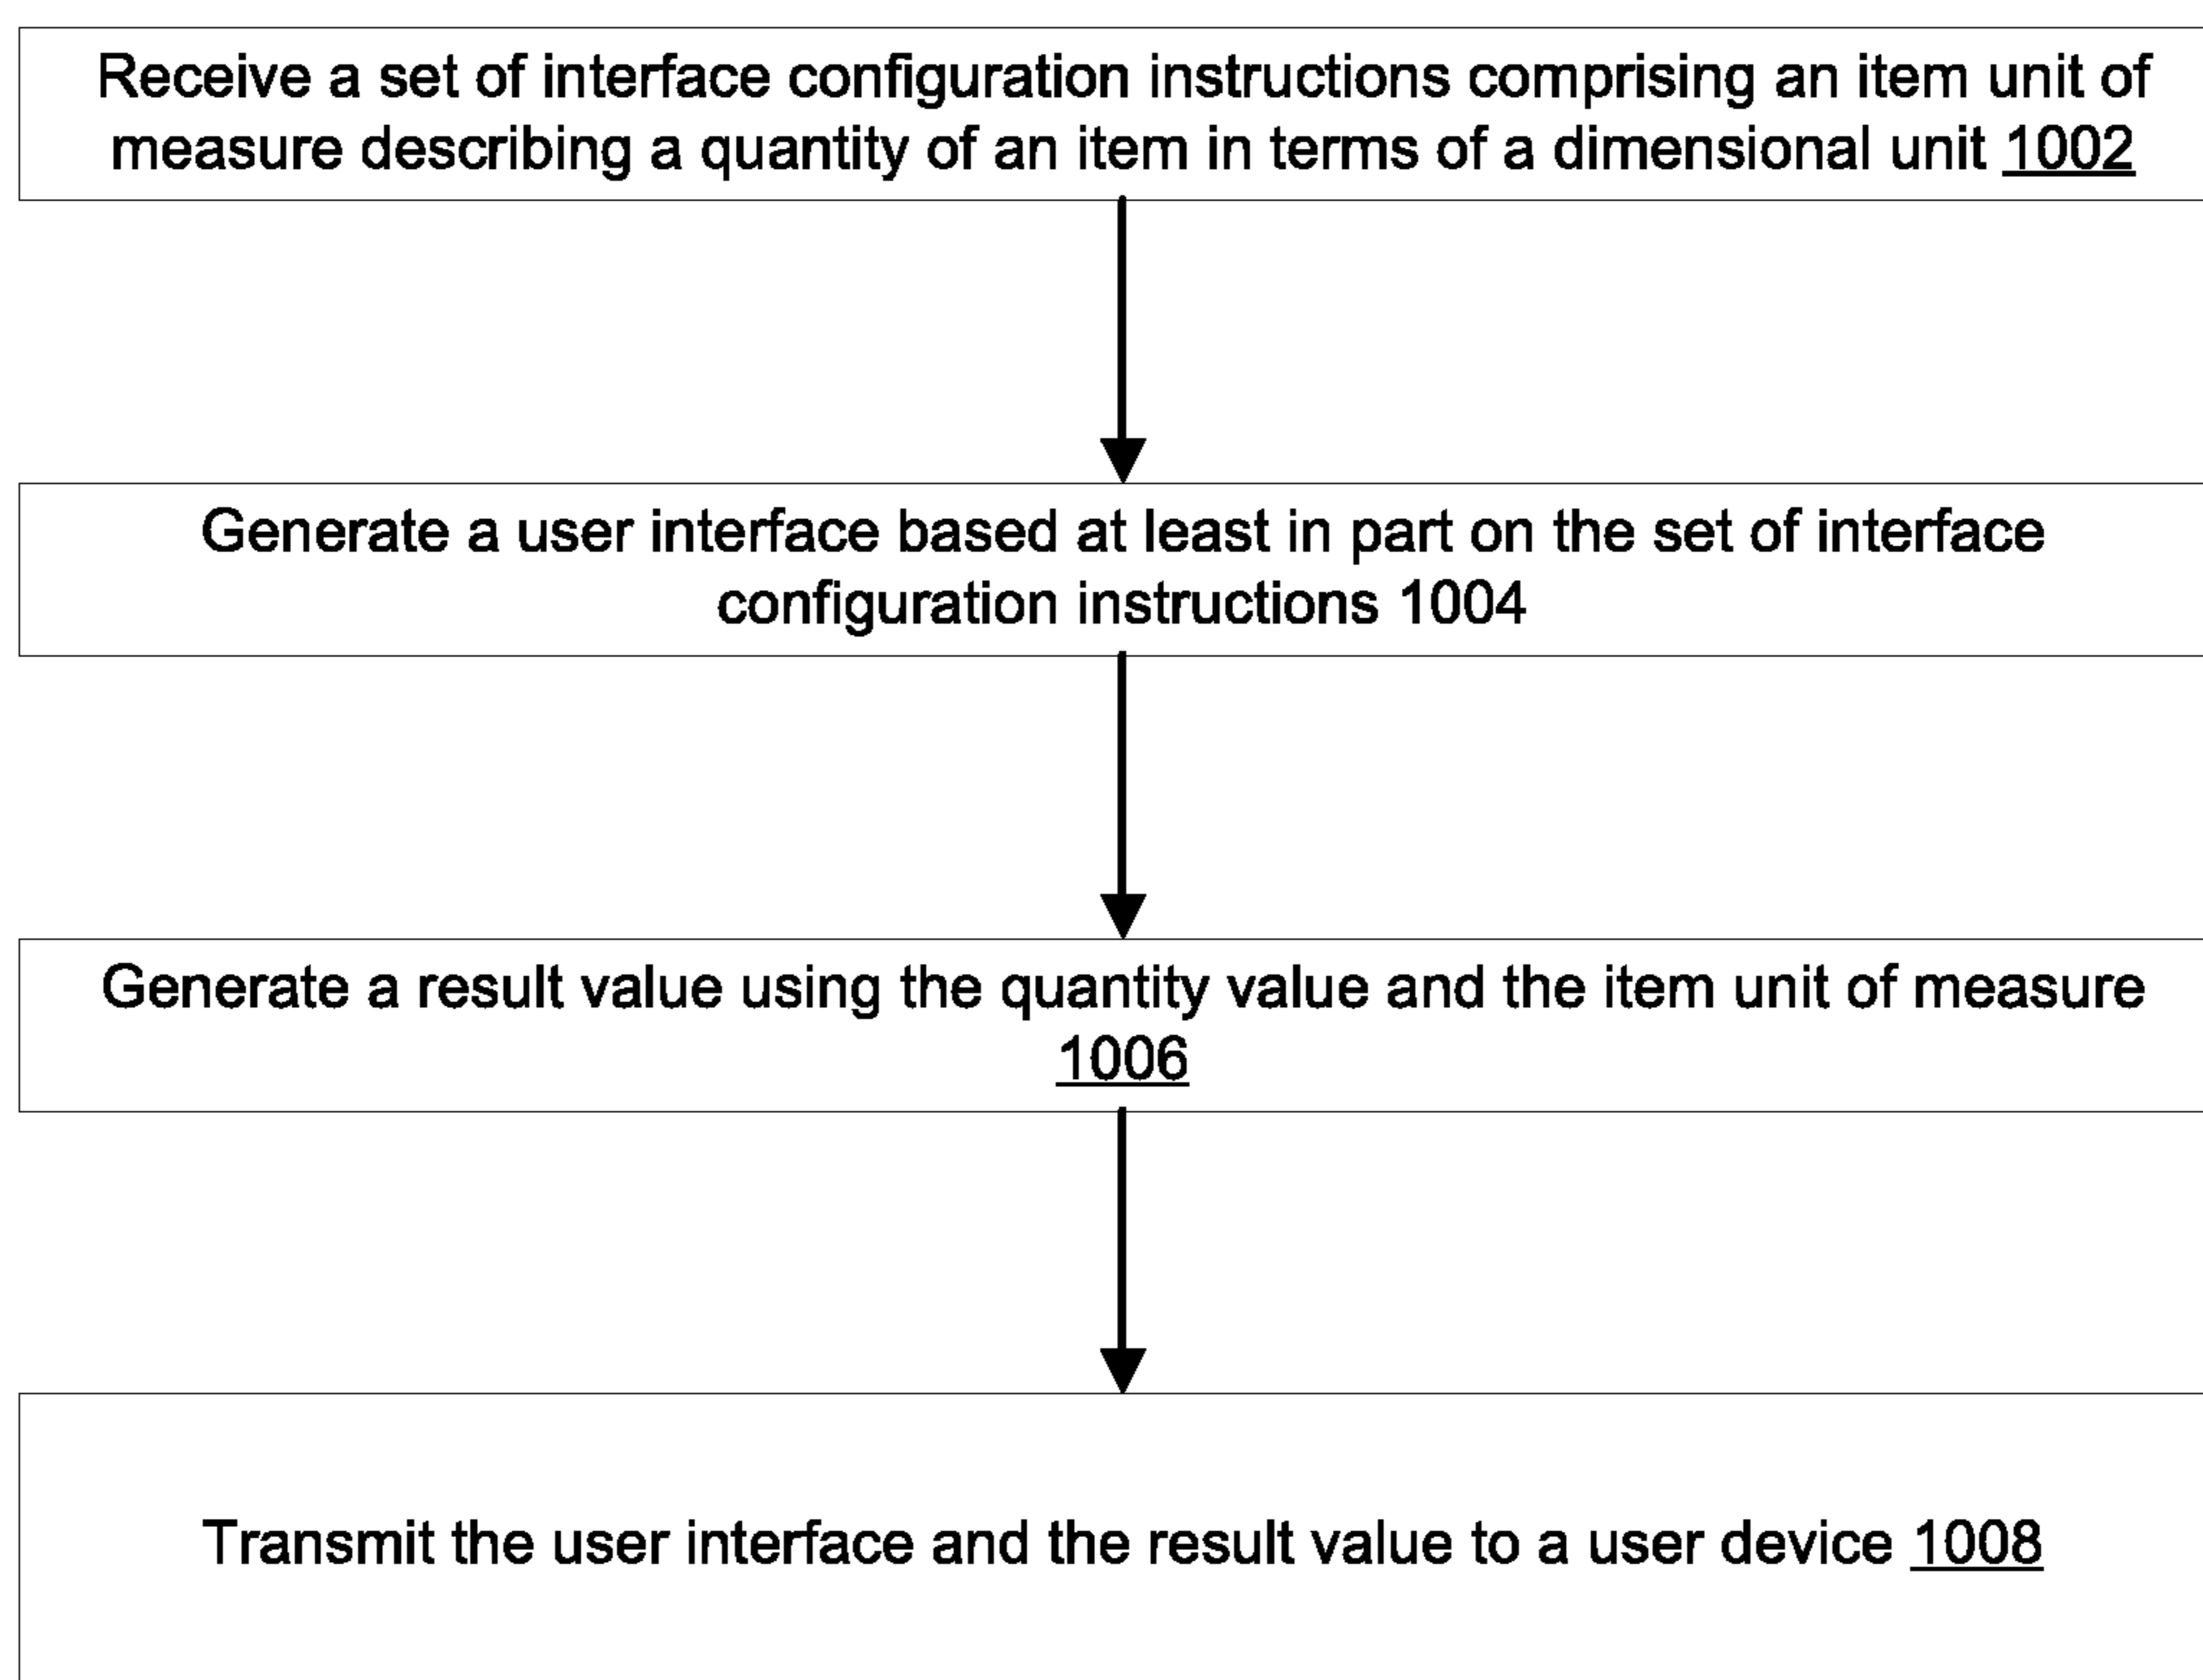 Receive a set of interface configuration instructions comprising an item unit of
measure describing a quantity of an item in terms of a dimensional unit 1002
Generate a user interface based at least in part on the set of interface
configuration instructions 1004
Generate a result value using the quantity value and the item unit of measure
1006
Transmit the user interface and the result value to a user device 1008